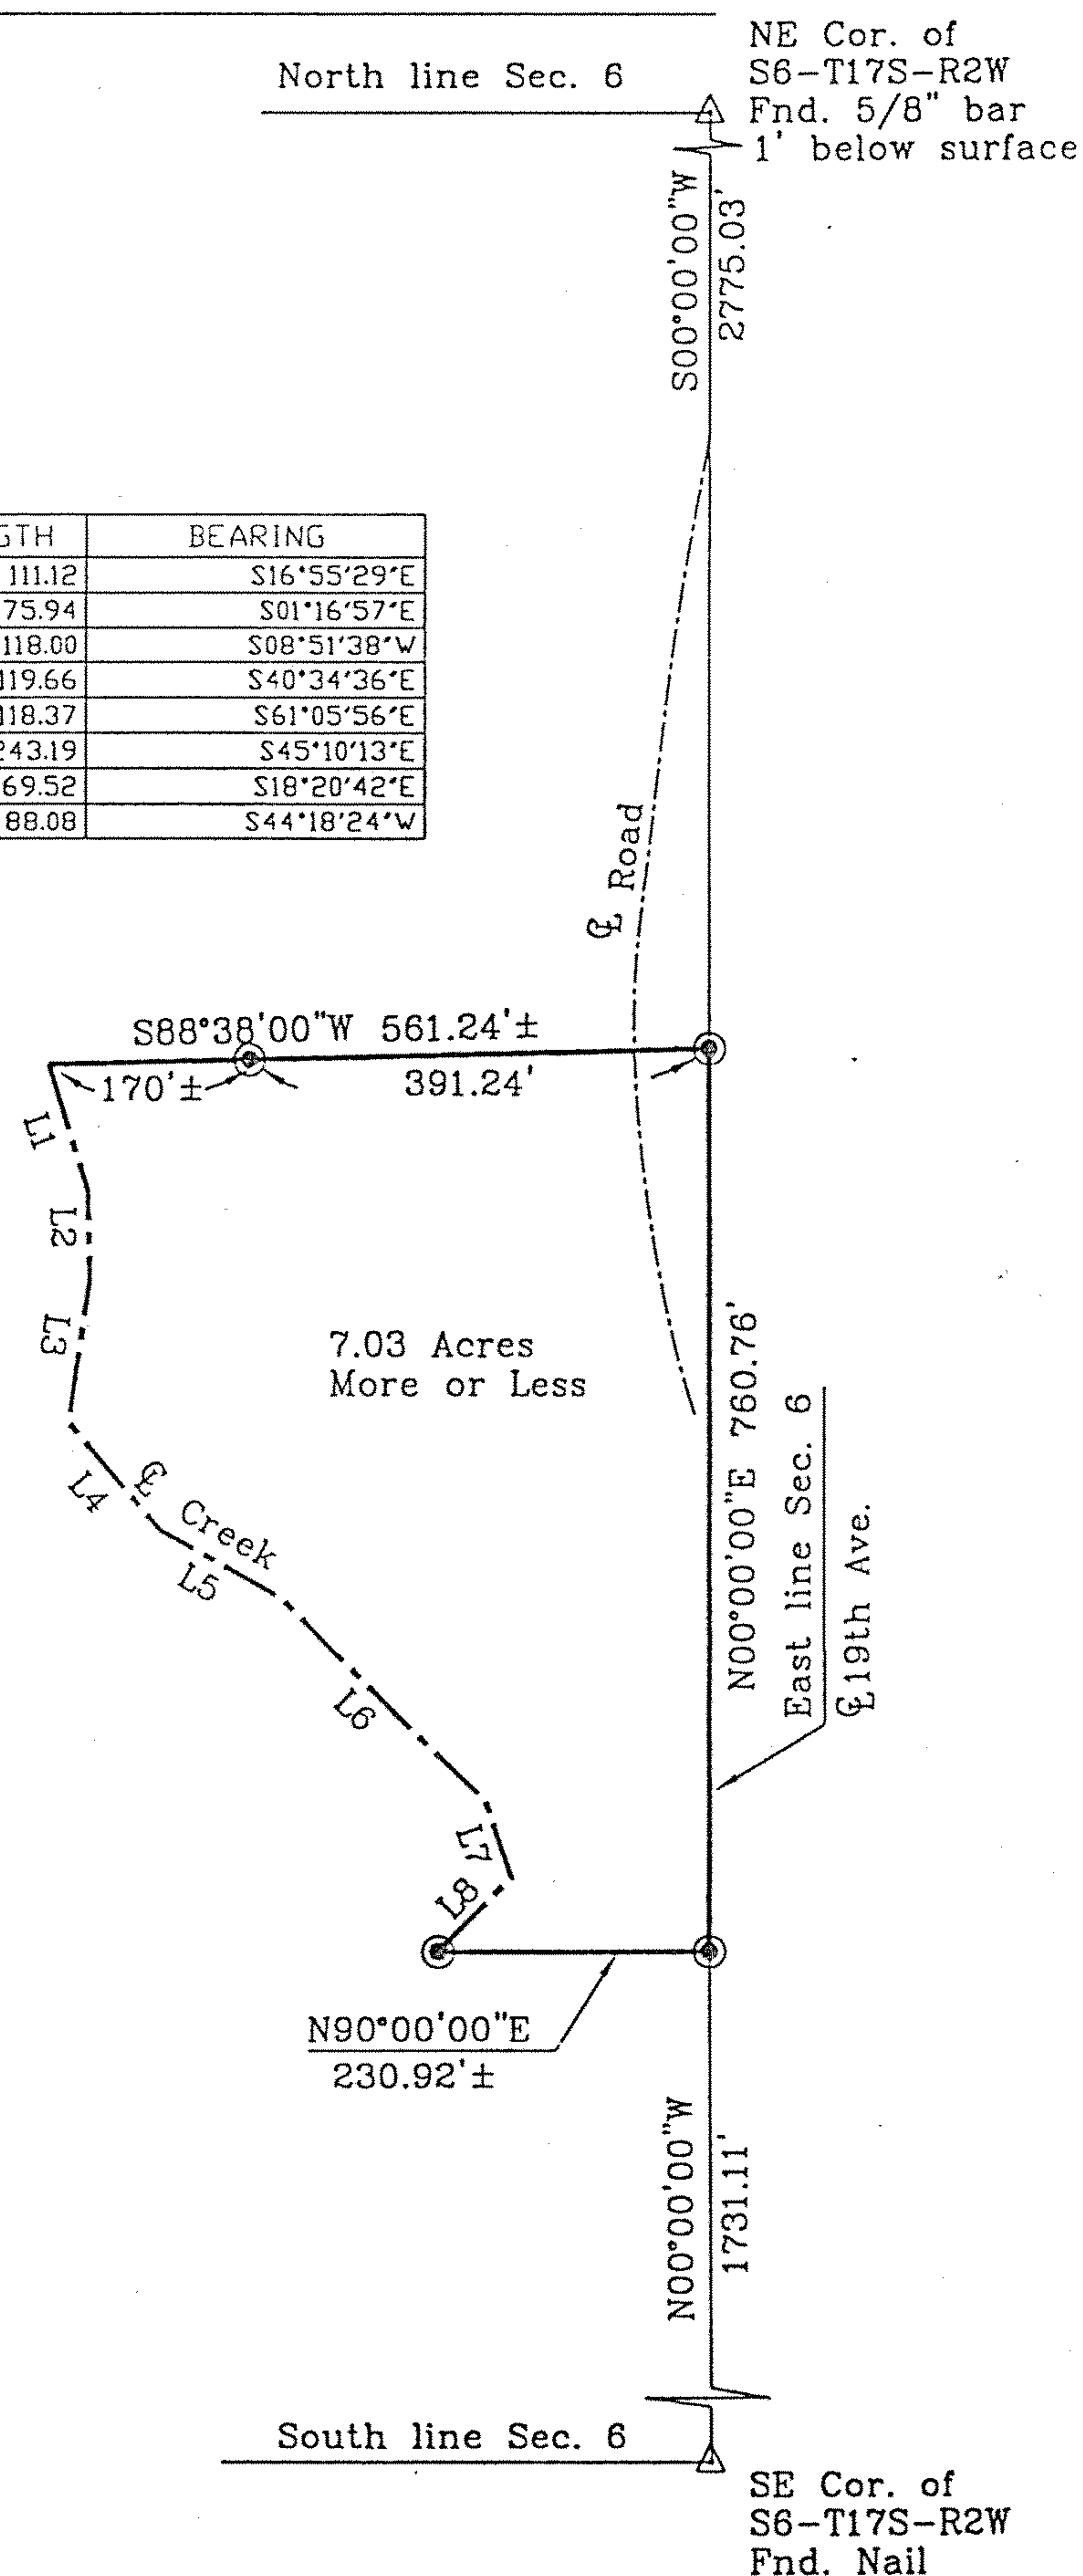 North line Sec. 6
NE Cor. of
S6-T17S-R2W
Fnd. 5/8" bar
1' below surface
S00°00'00"W
2775.03'
GTH BEARING
111.12 S16°55'29"E
75.94 S01°16'57"E
118.00 S08°51'38"W
119.66 S40°34'36"E
118.37 S61°05'56"E
243.19 S45°10'13"E
69.52 S18°20'42"E
88.08 S44°18'24"W
℄ Road
S88°38'00"W 561.24'±
170'±
391.24'
L1
L2
L3
7.03 Acres
More or Less
L4
℄ Creek
L5
L6
L7
L8
N00°00'00"E 760.76'
East line Sec. 6
℄ 19th Ave.
N90°00'00"E
230.92'±
N00°00'00"W
1731.11'
South line Sec. 6
SE Cor. of
S6-T17S-R2W
Fnd. Nail